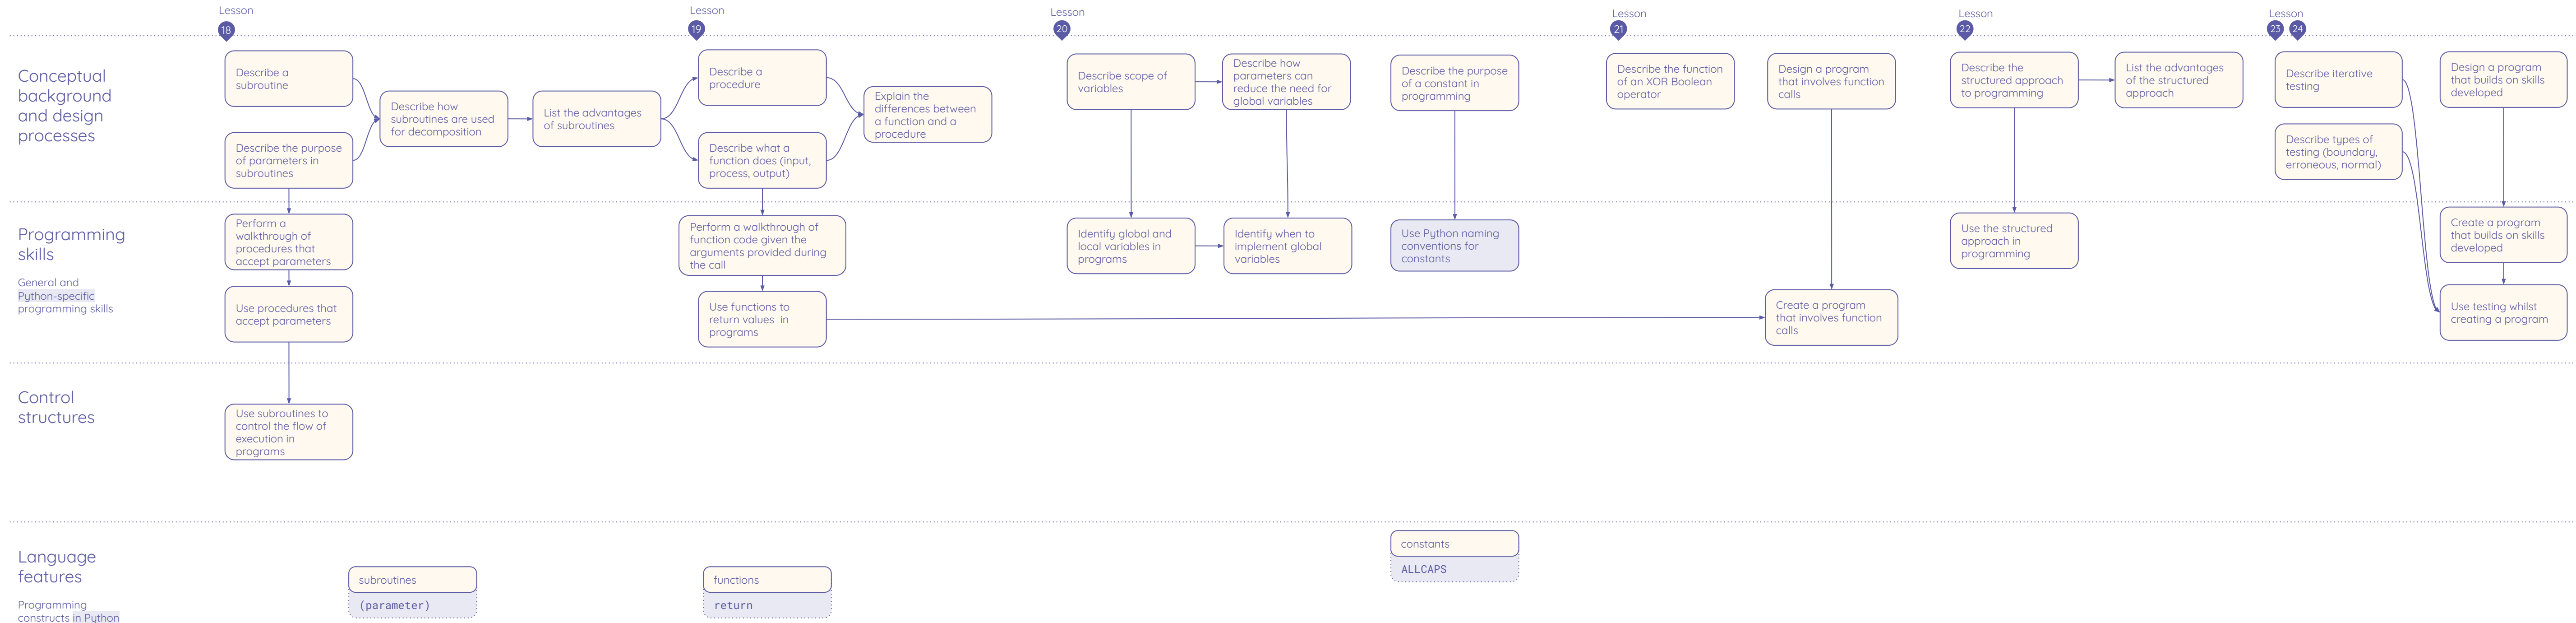 Lesson
18
Lesson
19
Lesson
20
Lesson
21
Lesson
22
Lesson
23
24
Conceptual
background
and design
processes
Describe a
subroutine
Describe the purpose
of parameters in
subroutines
Describe how
subroutines are used
for decomposition
List the advantages
of subroutines
Describe a
procedure
Describe what a
function does (input,
process, output)
Explain the
differences between
a function and a
procedure
Describe scope of
variables
Describe how
parameters can
reduce the need for
global variables
Describe the purpose
of a constant in
programming
Describe the function
of an XOR Boolean
operator
Design a program
that involves function
calls
Describe the
structured approach
to programming
List the advantages
of the structured
approach
Describe iterative
testing
Describe types of
testing (boundary,
erroneous, normal)
Design a program
that builds on skills
developed
Programming
skills
General and
Python-specific
programming skills
Perform a
walkthrough of
procedures that
accept parameters
Use procedures that
accept parameters
Perform a walkthrough of
function code given the
arguments provided during
the call
Use functions to
return values in
programs
Identify global and
local variables in
programs
Identify when to
implement global
variables
Use Python naming
conventions for
constants
Create a program
that involves function
calls
Use the structured
approach in
programming
Create a program
that builds on skills
developed
Use testing whilst
creating a program
Control
structures
Use subroutines to
control the flow of
execution in
programs
Language
features
Programming
constructs in Python
subroutines
(parameter)
functions
return
constants
ALLCAPS